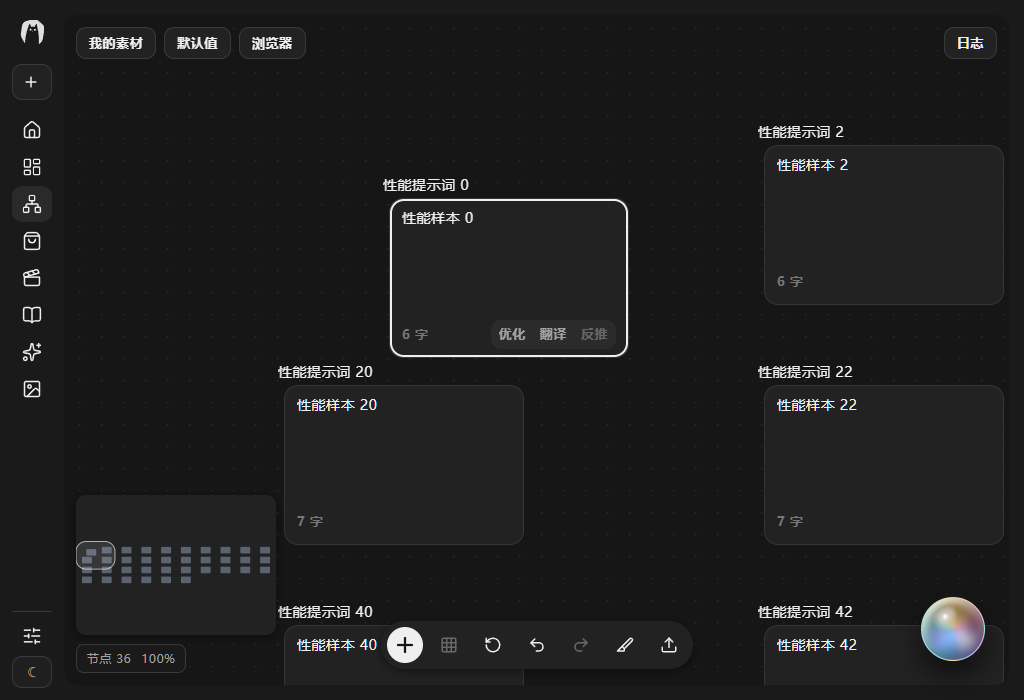 我的素材 默认值 浏览器 日志
性能提示词 2
性能样本 2
6 字
性能提示词 0
性能样本 0
6 字 优化 翻译 反推
性能提示词 20
性能样本 20
7 字
性能提示词 22
性能样本 22
7 字
性能提示词 40
性能样本 40
性能提示词 42
性能样本 42
节点 36 100%